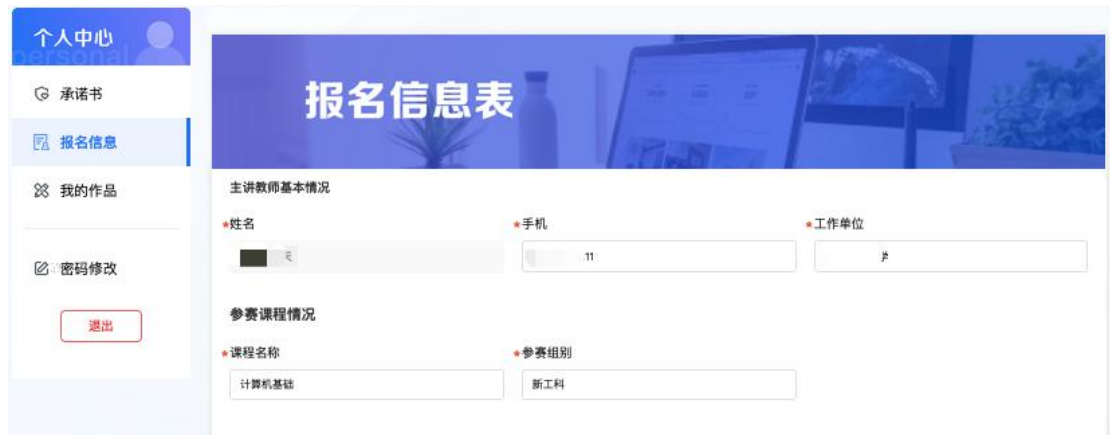 个人中心
personal
承诺书
报名信息
我的作品
密码修改
退出
报名信息表
主讲教师基本情况
*姓名
*手机
*工作单位
11
参赛课程情况
*课程名称
*参赛组别
计算机基础
新工科